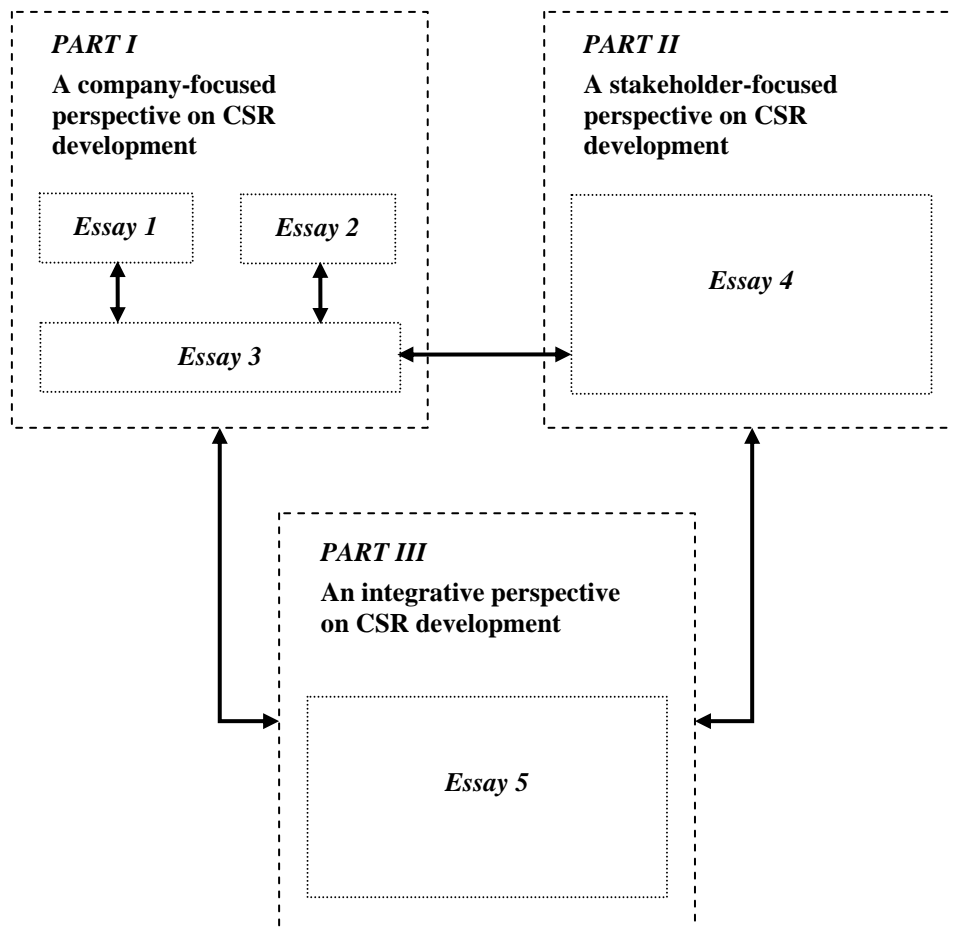 PART I
A company-focused
perspective on CSR
development
Essay 1
Essay 2
Essay 3
PART II
A stakeholder-focused
perspective on CSR
development
Essay 4
PART III
An integrative perspective
on CSR development
Essay 5